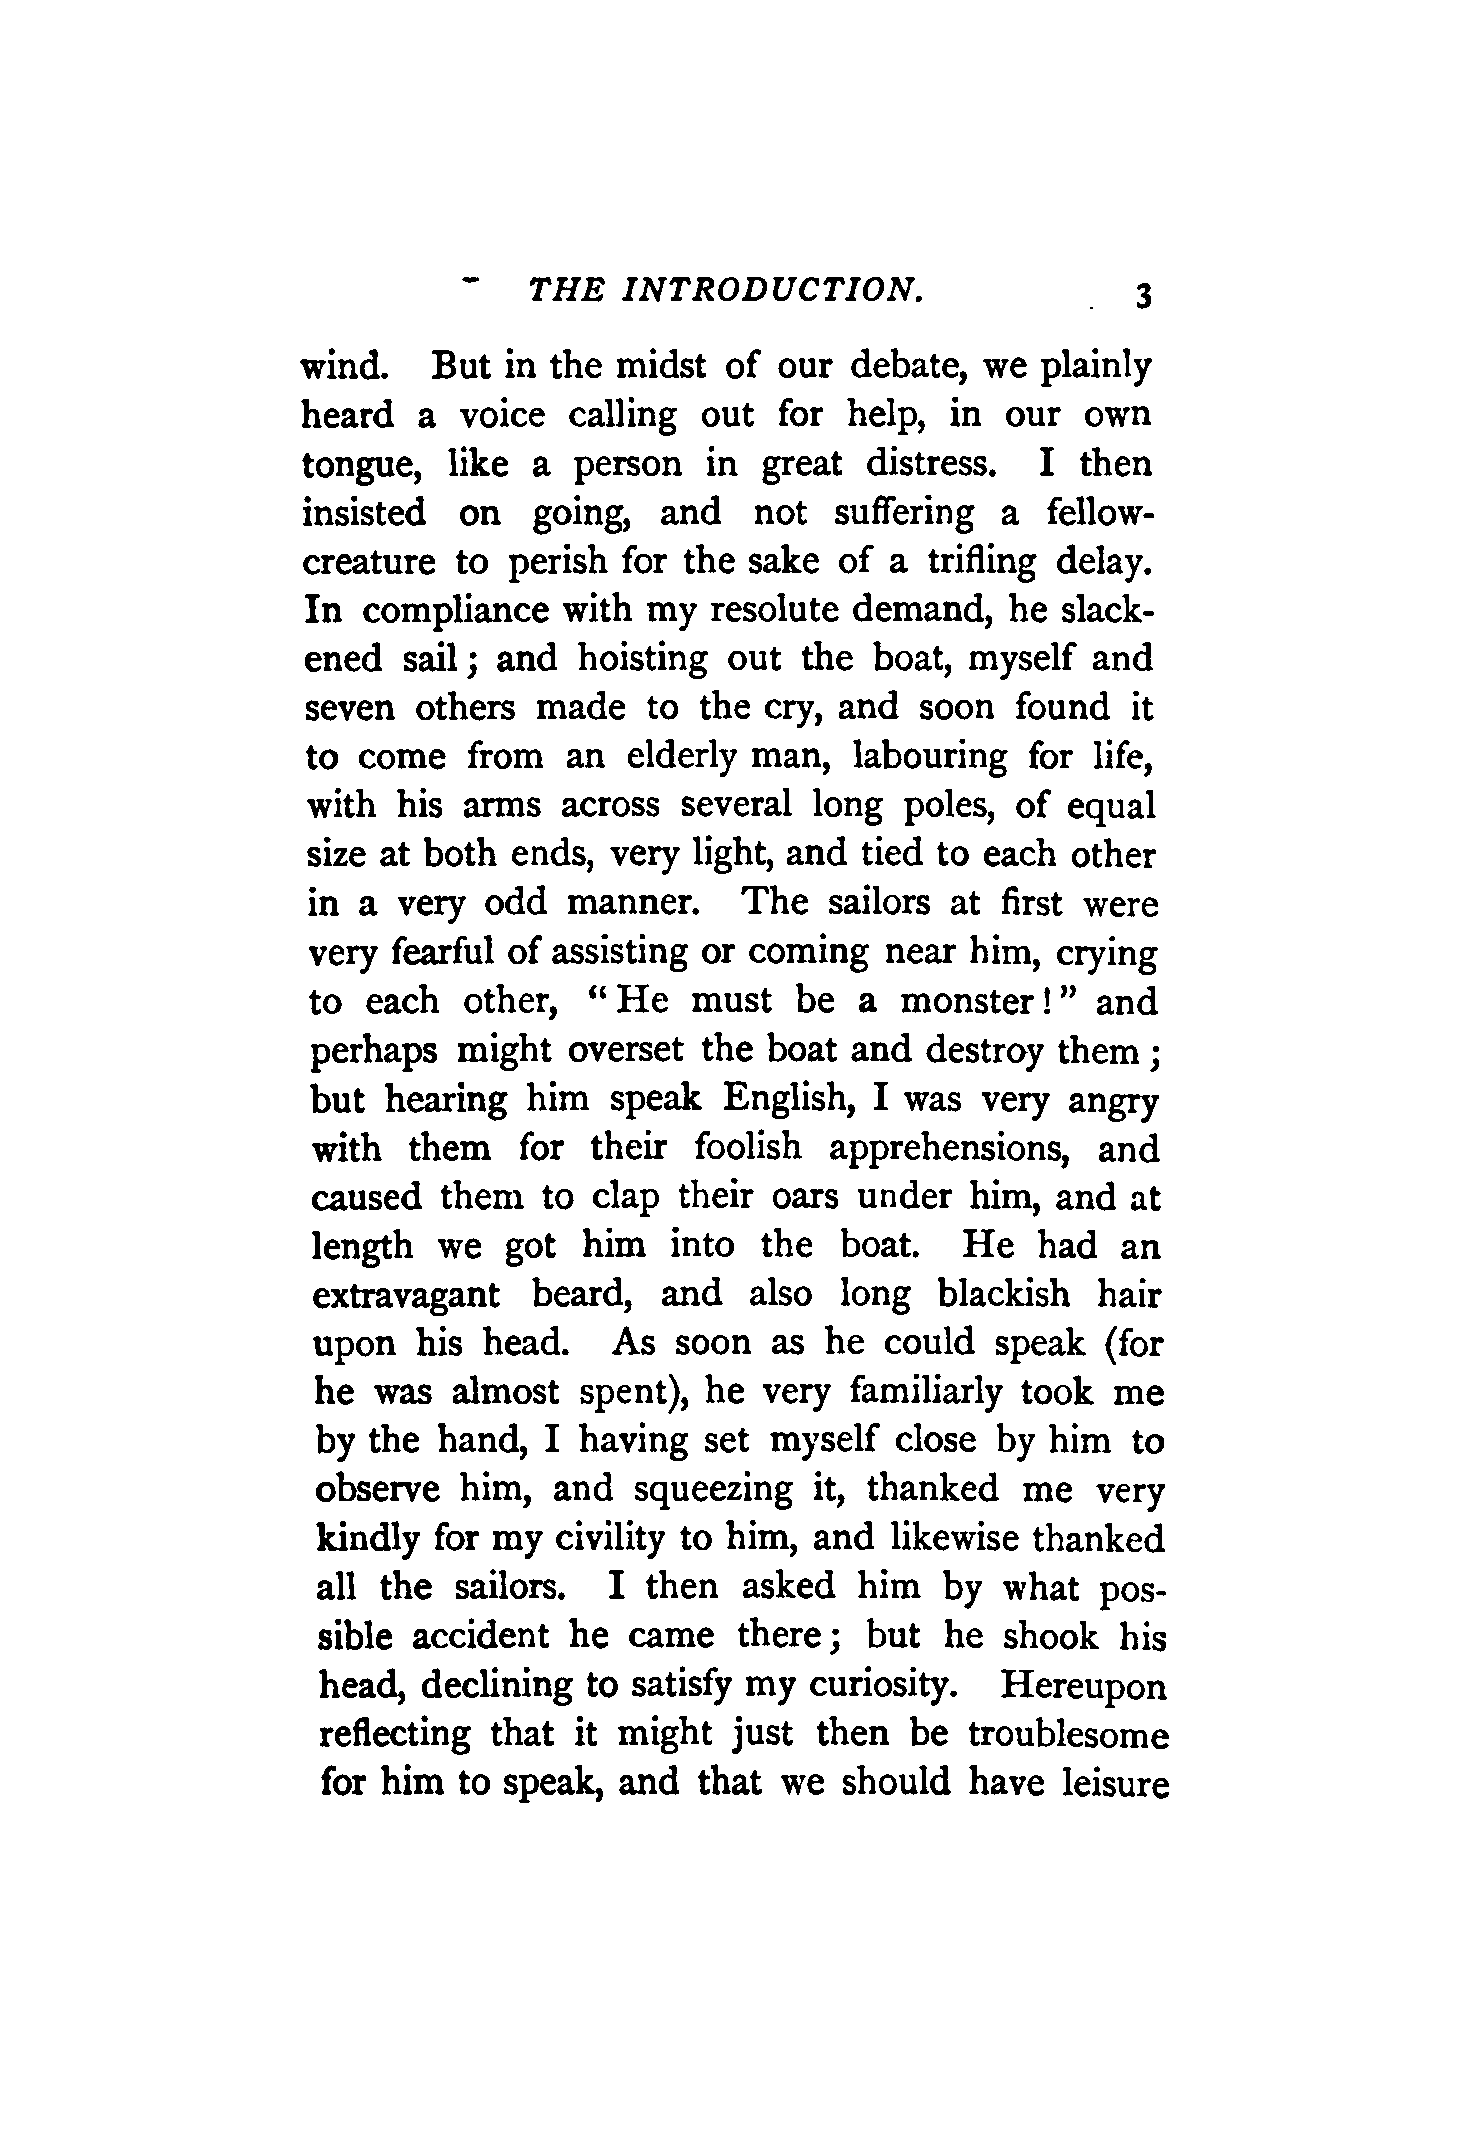 THE INTRODUCTION. 3
wind. But in the midst of our debate, we plainly
heard a voice calling out for help, in our own
tongue, like a person in great distress. I then
insisted on going, and not suffering a fellow-
creature to perish for the sake of a trifling delay.
In compliance with my resolute demand, he slack-
ened sail; and hoisting out the boat, myself and
seven others made to the cry, and soon found it
to come from an elderly man, labouring for life,
with his arms across several long poles, of equal
size at both ends, very light, and tied to each other
in a very odd manner. The sailors at first were
very fearful of assisting or coming near him, crying
to each other, "He must be a monster!" and
perhaps might overset the boat and destroy them;
but hearing him speak English, I was very angry
with them for their foolish apprehensions, and
caused them to clap their oars under him, and at
length we got him into the boat. He had an
extravagant beard, and also long blackish hair
upon his head. As soon as he could speak (for
he was almost spent), he very familiarly took me
by the hand, I having set myself close by him to
observe him, and squeezing it, thanked me very
kindly for my civility to him, and likewise thanked
all the sailors. I then asked him by what pos-
sible accident he came there; but he shook his
head, declining to satisfy my curiosity. Hereupon
reflecting that it might just then be troublesome
for him to speak, and that we should have leisure